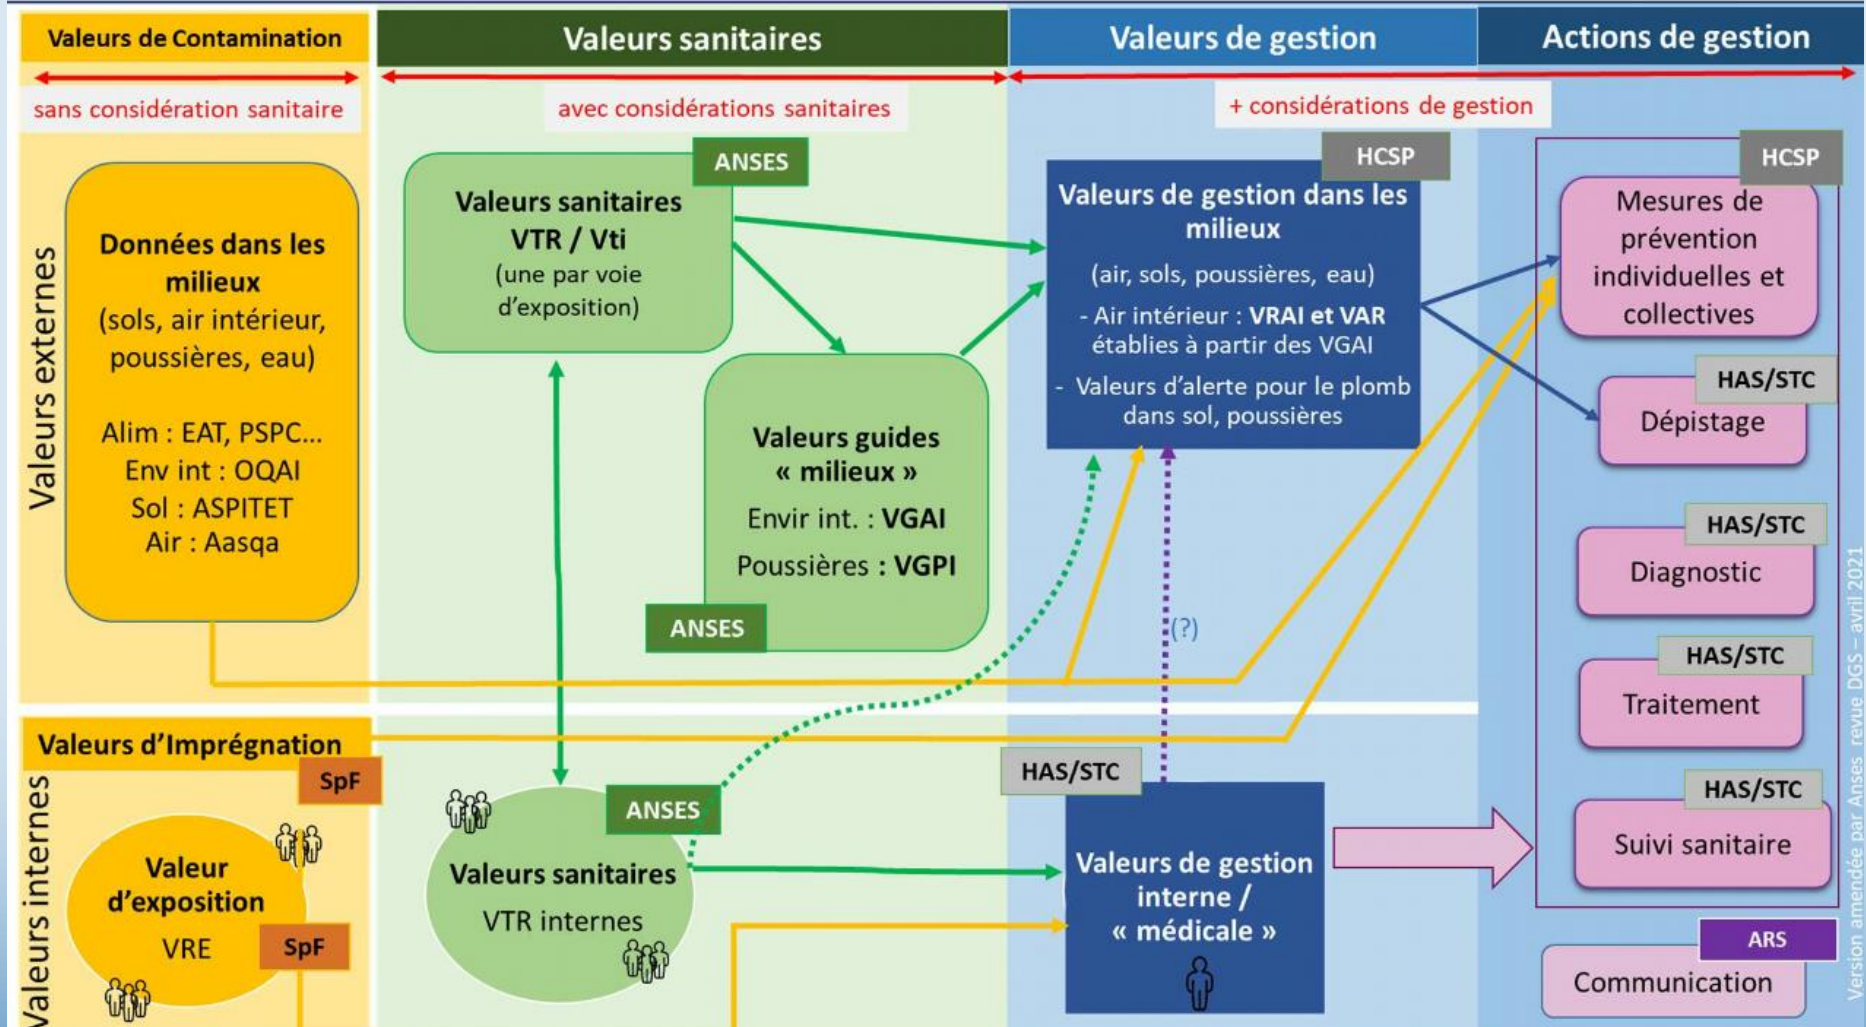 Valeurs de Contamination
Valeurs sanitaires
Valeurs de gestion
Actions de gestion
sans considération sanitaire
avec considérations sanitaires
+ considérations de gestion
Valeurs externes
Données dans les
milieux
(sols, air intérieur,
poussières, eau)
Alim : EAT, PSPC...
Env int : OQAI
Sol : ASPITET
Air : Aasqa
ANSES
Valeurs sanitaires
VTR / Vti
(une par voie
d'exposition)
Valeurs guides
« milieux »
Envir int. : VGAI
Poussières : VGPI
ANSES
HCSP
Valeurs de gestion dans les
milieux
(air, sols, poussières, eau)
- Air intérieur : VRAI et VAR
établies à partir des VGAI
- Valeurs d'alerte pour le plomb
dans sol, poussières
(?)
HCSP
Mesures de
prévention
individuelles et
collectives
HAS/STC
Dépistage
HAS/STC
Diagnostic
HAS/STC
Traitement
HAS/STC
Suivi sanitaire
ARS
Communication
Valeurs internes
Valeurs d'Imprégnation
SpF
Valeur
d'exposition
VRE
SpF
ANSES
Valeurs sanitaires
VTR internes
HAS/STC
Valeurs de gestion
interne /
« médicale »
Version amendée par Anses revue DGS – avril 2021